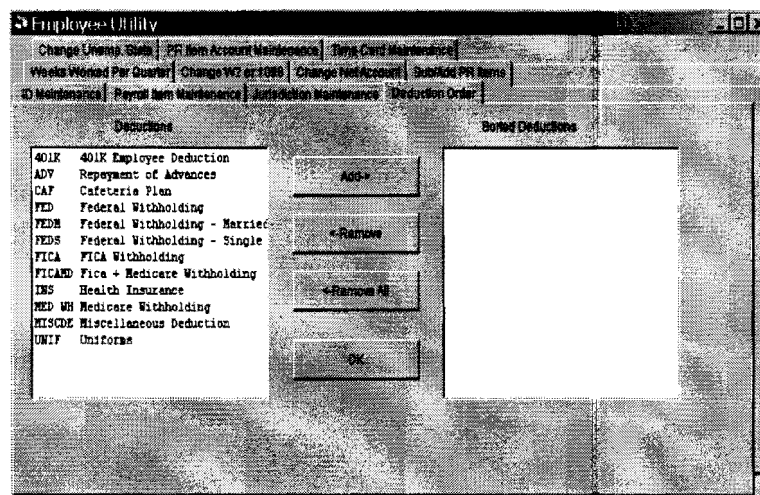 Employee Utility
Change Unemp. State PR Item Account Maintenance Time Card Maintenance
Weeks Worked Per Quarter Change W2 or 1099 Change Net Account Sub/Add PR Items
ID Maintenance Payroll Item Maintenance Jurisdiction Maintenance Deduction Order
Deductions Sorted Deductions
401K 401K Employee Deduction
ADV Repayment of Advances
CAF Cafeteria Plan
FED Federal Withholding
FEDM Federal Withholding - Married
FEDS Federal Withholding - Single
FICA FICA Withholding
FICAMD Fica + Medicare Withholding
INS Health Insurance
MED WH Medicare Withholding
MISCDE Miscellaneous Deduction
UNIF Uniforms
Add->
<-Remove
<-Remove All
OK